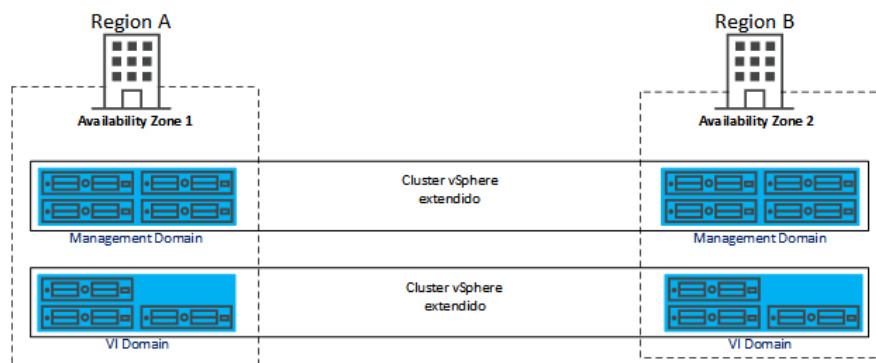 Region A
Region B
Availability Zone 1
Availability Zone 2
Cluster vSphere
extendido
Management Domain
Management Domain
Cluster vSphere
extendido
VI Domain
VI Domain